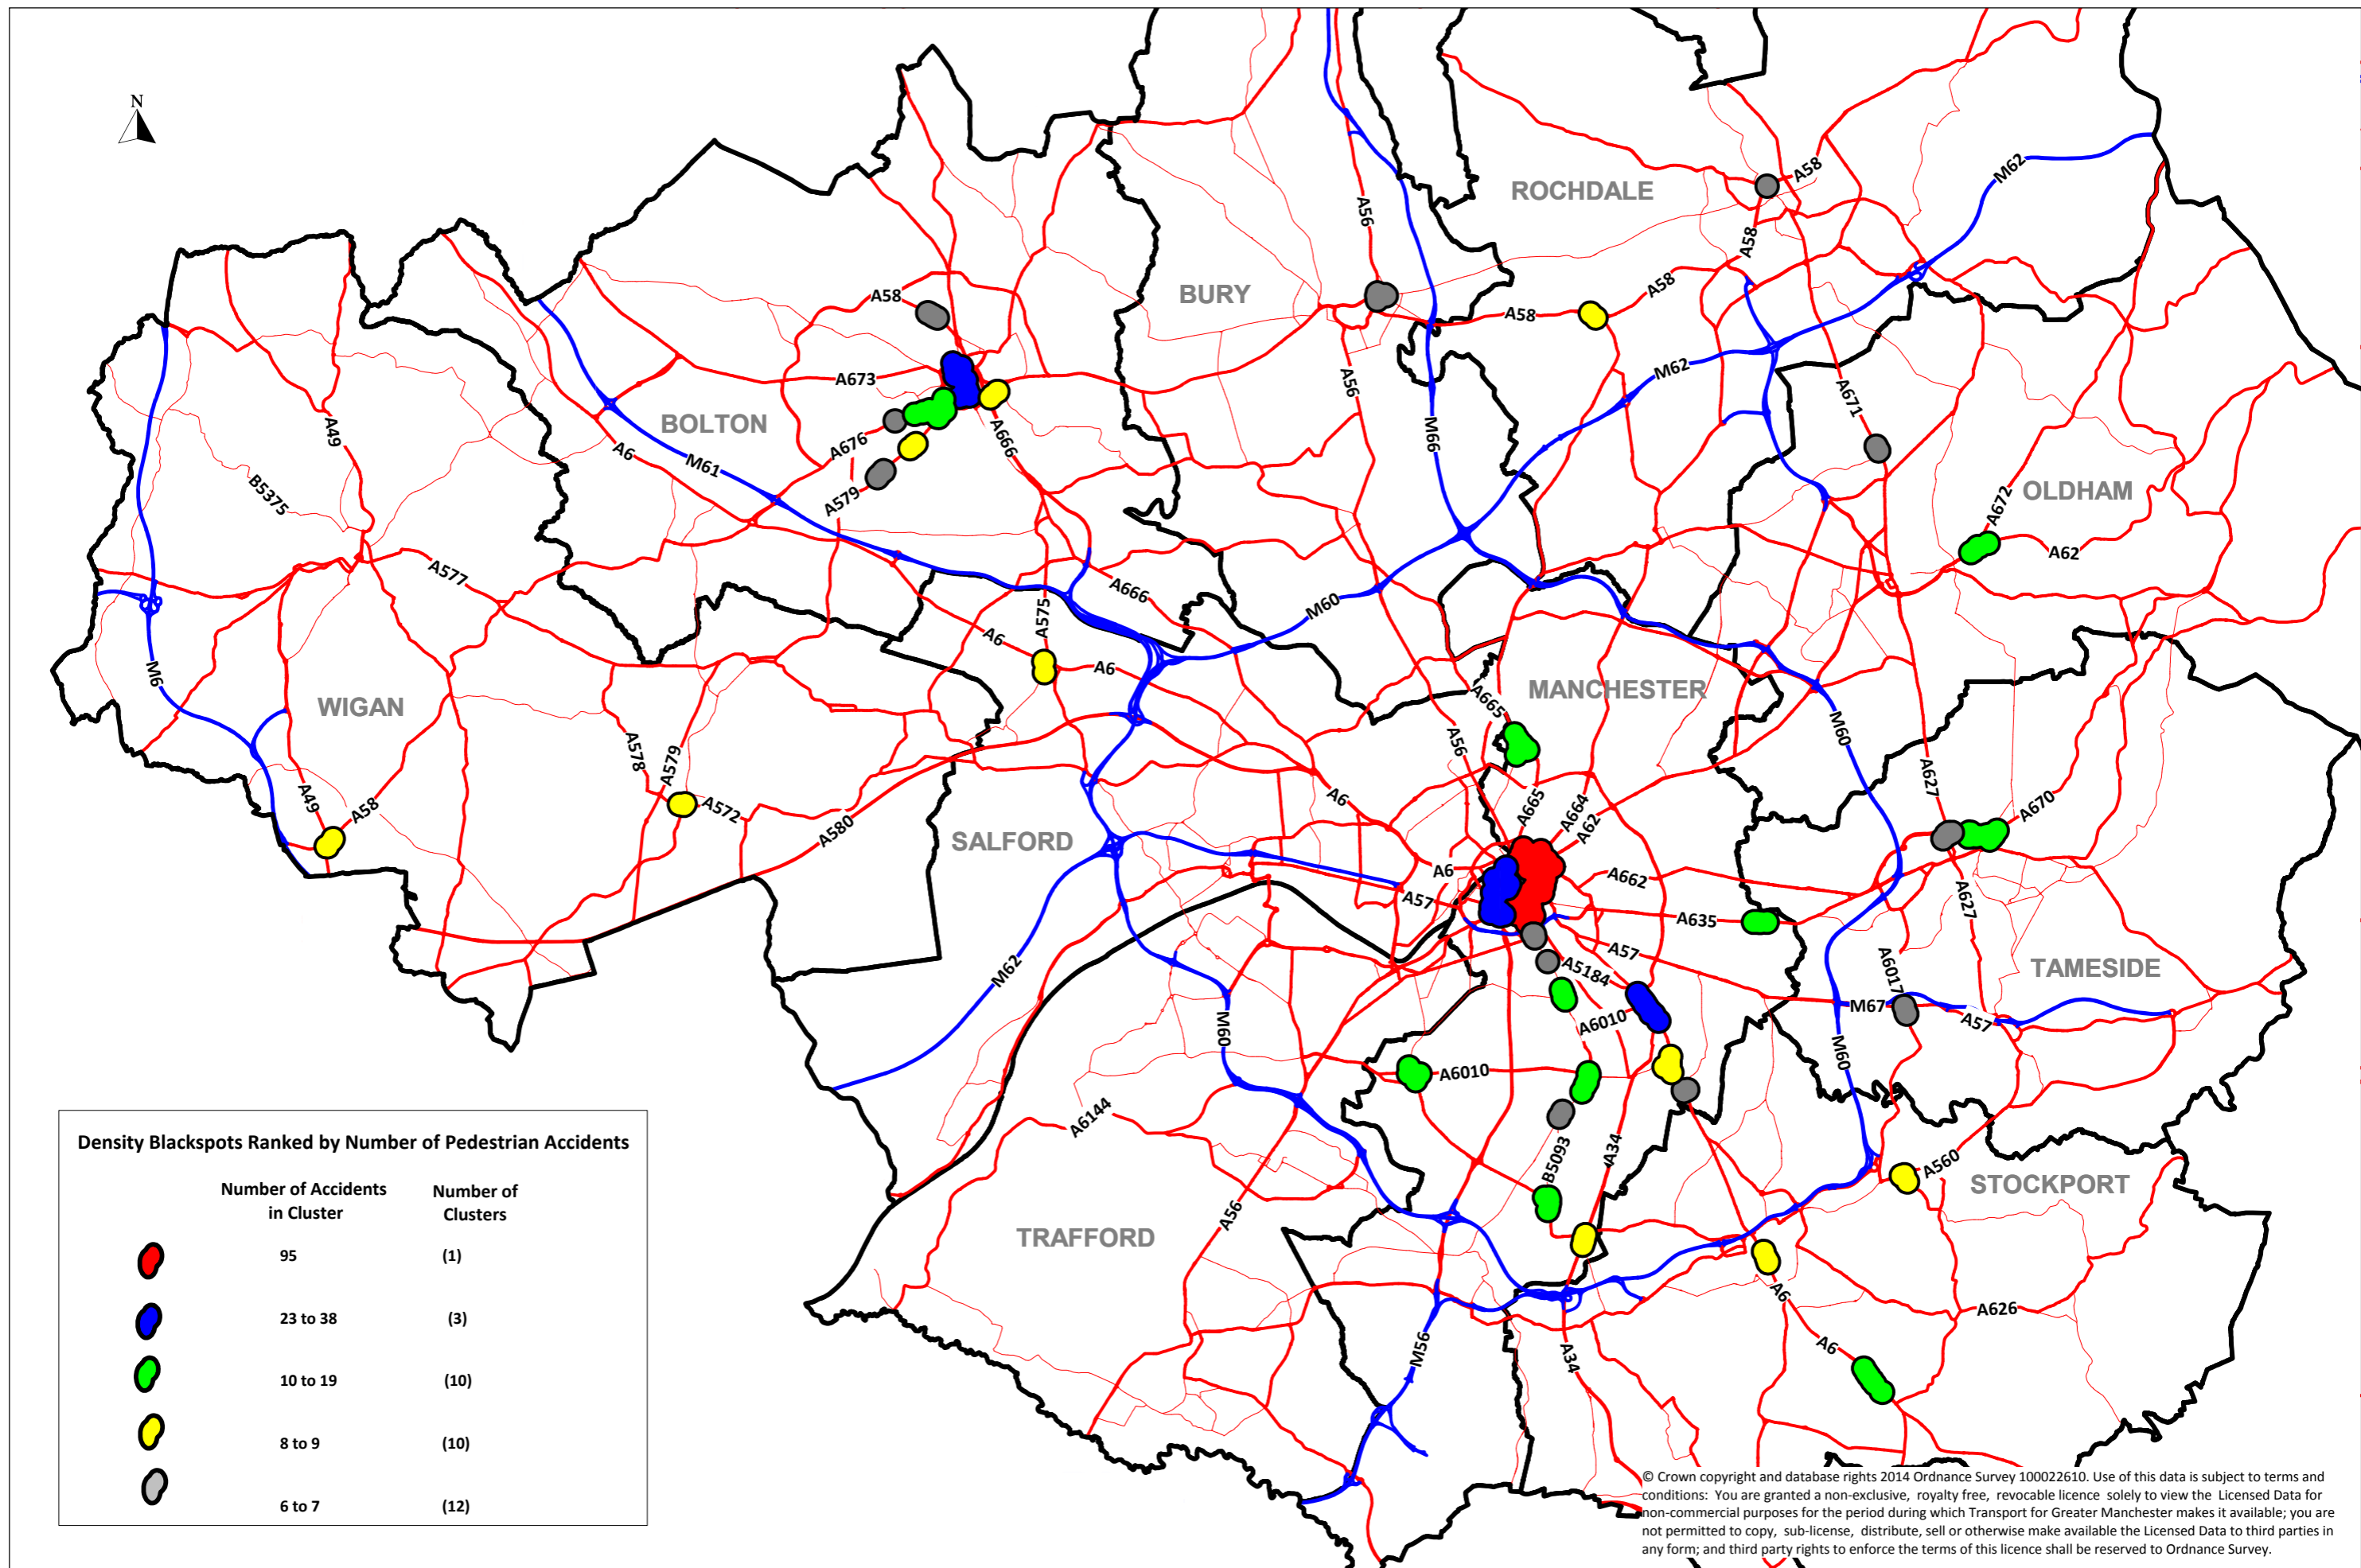 N
ROCHDALE
A58
M62
A56
A58
BURY
A58
A58
A58
M62
A673
A56
A671
BOLTON
A49
M66
A676
A666
A6
M61
B5375
A579
OLDHAM
A672
A62
A577
A666
M60
A575
A6
A6
M6
MANCHESTER
A665
WIGAN
A56
M60
A578
A579
A627
A49
A58
A572
A580
A6
A665
A664
A62
A670
SALFORD
A6
A662
A57
A627
A635
A57
M62
A5184
A6017
TAMESIDE
M67
A57
A6010
M60
M60
A6010
A6144
A34
B5093
A560
STOCKPORT
A56
TRAFFORD
A6
A626
M56
A34
A6
Density Blackspots Ranked by Number of Pedestrian Accidents
Number of Accidents in Cluster
Number of Clusters
95 (1)
23 to 38 (3)
10 to 19 (10)
8 to 9 (10)
6 to 7 (12)
© Crown copyright and database rights 2014 Ordnance Survey 100022610. Use of this data is subject to terms and
conditions: You are granted a non-exclusive, royalty free, revocable licence solely to view the Licensed Data for
non-commercial purposes for the period during which Transport for Greater Manchester makes it available; you are
not permitted to copy, sub-license, distribute, sell or otherwise make available the Licensed Data to third parties in
any form; and third party rights to enforce the terms of this licence shall be reserved to Ordnance Survey.